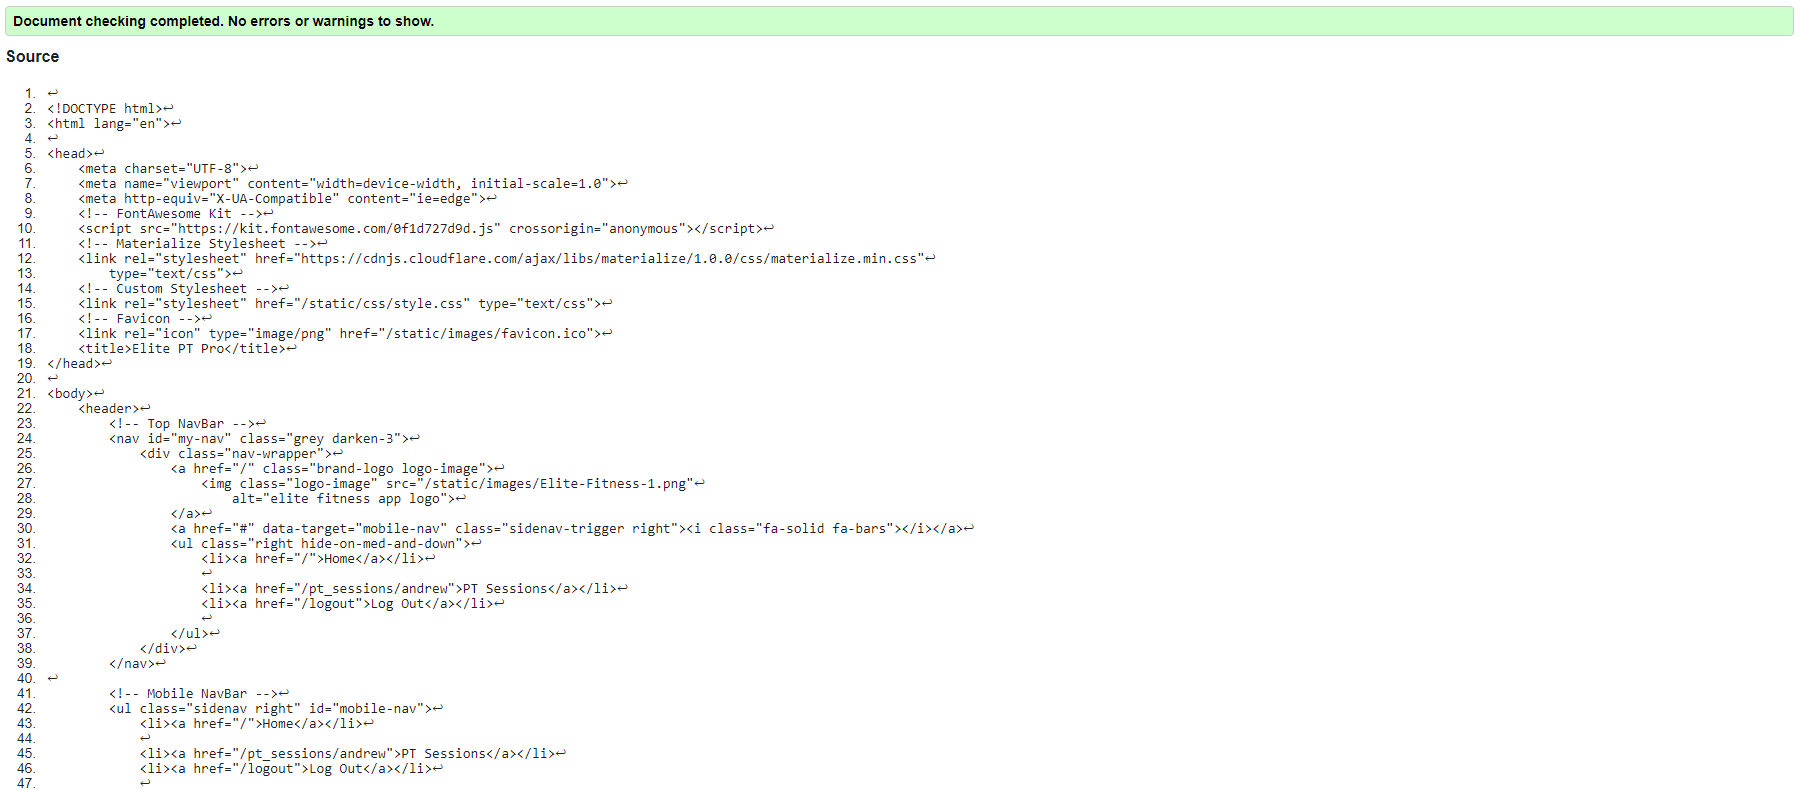 Document checking completed. No errors or warnings to show.
Source
1. ↩
2. <!DOCTYPE html>↩
3. <html lang="en">↩
4. ↩
5. <head>↩
6.     <meta charset="UTF-8">↩
7.     <meta name="viewport" content="width=device-width, initial-scale=1.0">↩
8.     <meta http-equiv="X-UA-Compatible" content="ie=edge">↩
9.     <!-- FontAwesome Kit -->↩
10.     <script src="https://kit.fontawesome.com/0f1d727d9d.js" crossorigin="anonymous"></script>↩
11.     <!-- Materialize Stylesheet -->↩
12.     <link rel="stylesheet" href="https://cdnjs.cloudflare.com/ajax/libs/materialize/1.0.0/css/materialize.min.css"↩
13.         type="text/css">↩
14.     <!-- Custom Stylesheet -->↩
15.     <link rel="stylesheet" href="/static/css/style.css" type="text/css">↩
16.     <!-- Favicon -->↩
17.     <link rel="icon" type="image/png" href="/static/images/favicon.ico">↩
18.     <title>Elite PT Pro</title>↩
19. </head>↩
20. ↩
21. <body>↩
22.     <header>↩
23.         <!-- Top NavBar -->↩
24.         <nav id="my-nav" class="grey darken-3">↩
25.             <div class="nav-wrapper">↩
26.                 <a href="/" class="brand-logo logo-image">↩
27.                     <img class="logo-image" src="/static/images/Elite-Fitness-1.png"↩
28.                         alt="elite fitness app logo">↩
29.                 </a>↩
30.                 <a href="#" data-target="mobile-nav" class="sidenav-trigger right"><i class="fa-solid fa-bars"></i></a>↩
31.                 <ul class="right hide-on-med-and-down">↩
32.                     <li><a href="/">Home</a></li>↩
33.                     ↩
34.                     <li><a href="/pt_sessions/andrew">PT Sessions</a></li>↩
35.                     <li><a href="/logout">Log Out</a></li>↩
36.                     ↩
37.                 </ul>↩
38.             </div>↩
39.         </nav>↩
40. ↩
41.         <!-- Mobile NavBar -->↩
42.         <ul class="sidenav right" id="mobile-nav">↩
43.             <li><a href="/">Home</a></li>↩
44.             ↩
45.             <li><a href="/pt_sessions/andrew">PT Sessions</a></li>↩
46.             <li><a href="/logout">Log Out</a></li>↩
47.             ↩